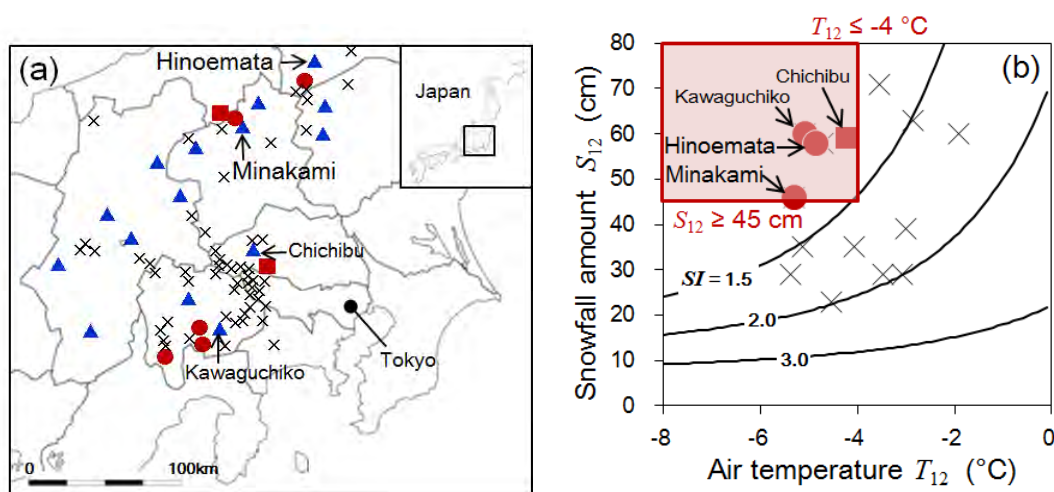 (a)
Hinoemata
Japan
Minakami
Chichibu
Tokyo
Kawaguchiko
0 100km
T12 ≤ -4 °C
(b)
80
70
60
50
40
30
20
10
0
Snowfall amount S12 (cm)
Chichibu
Kawaguchiko
Hinoemata
Minakami
S12 ≥ 45 cm
SI = 1.5
2.0
3.0
-8 -6 -4 -2 0
Air temperature T12 (°C)